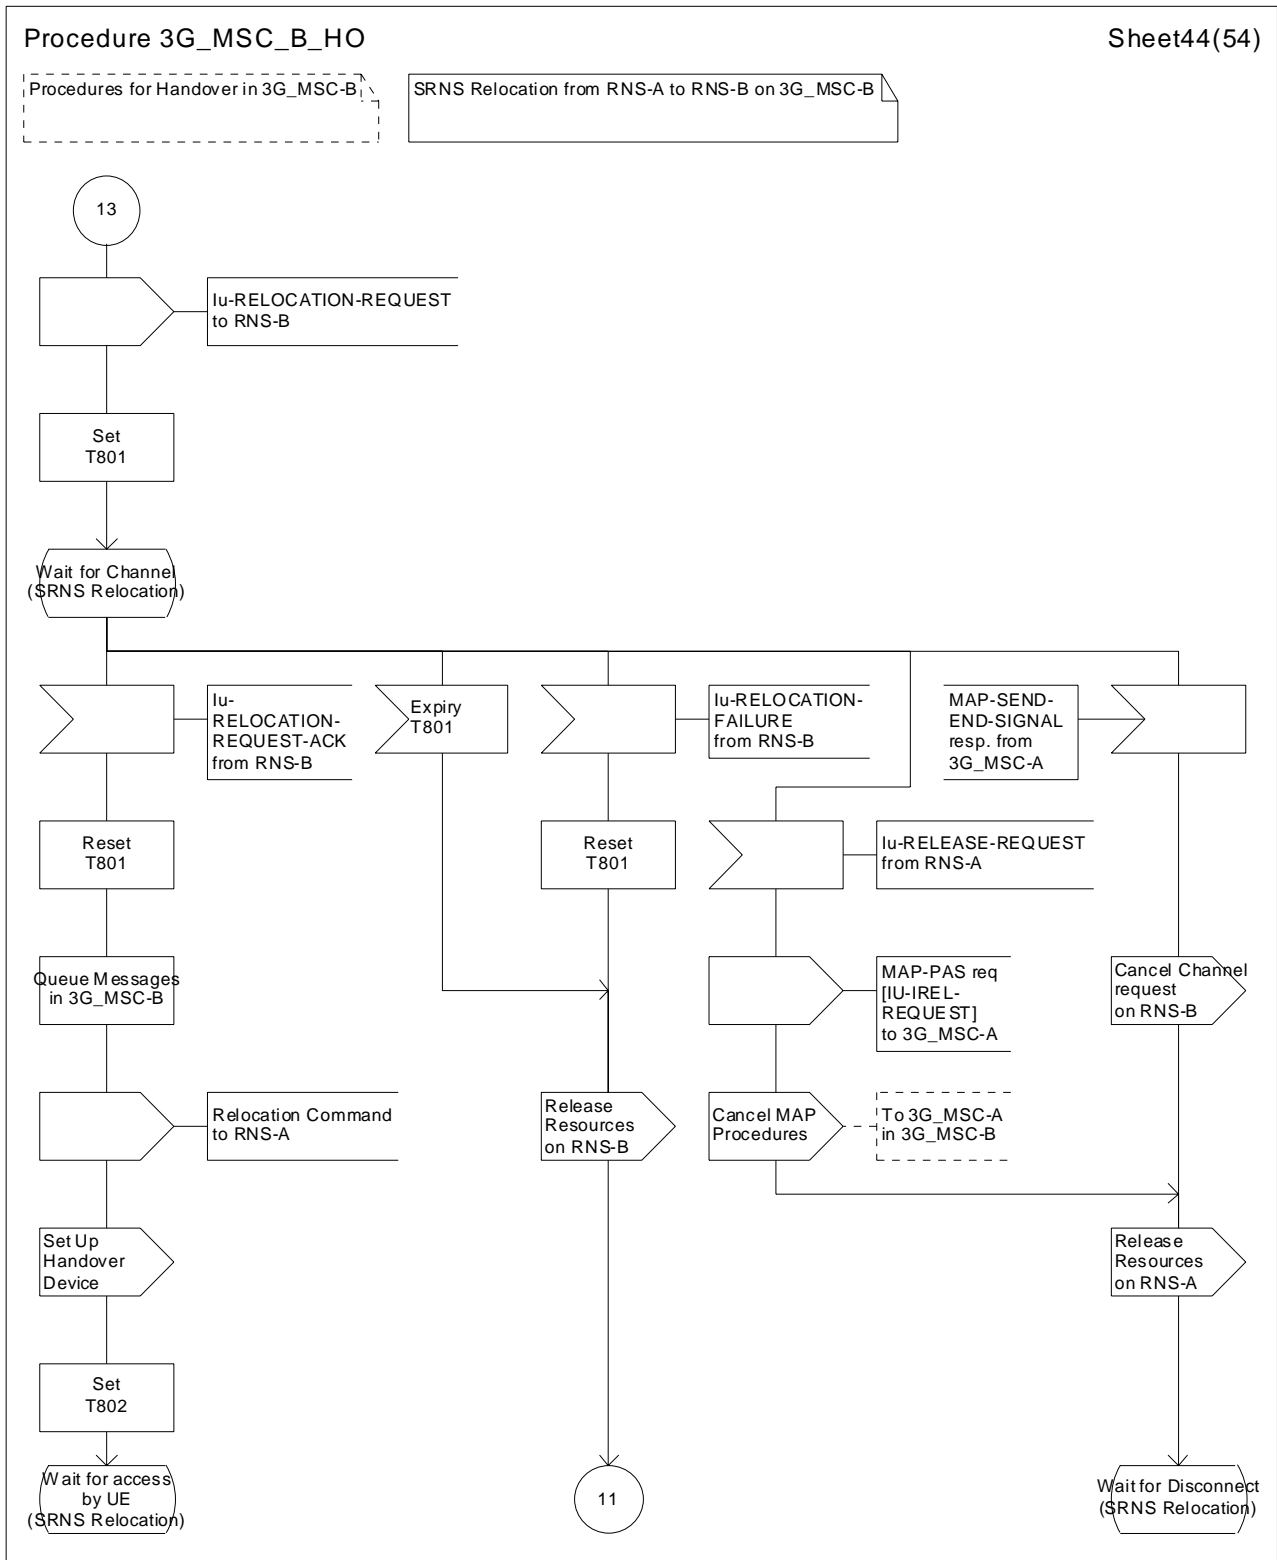 Procedure 3G_MSC_B_HO
Sheet44(54)
Procedures for Handover in 3G_MSC-B
SRNS Relocation from RNS-A to RNS-B on 3G_MSC-B
13
Iu-RELOCATION-REQUEST
to RNS-B
Set
T801
Wait for Channel
(SRNS Relocation)
Iu-
RELOCATION-
REQUEST-ACK
from RNS-B
Expiry
T801
Iu-RELOCATION-
FAILURE
from RNS-B
MAP-SEND-
END-SIGNAL
resp. from
3G_MSC-A
Reset
T801
Reset
T801
Iu-RELEASE-REQUEST
from RNS-A
Queue Messages
in 3G_MSC-B
MAP-PAS req
[IU-IREL-
REQUEST]
to 3G_MSC-A
Cancel Channel
request
on RNS-B
Relocation Command
to RNS-A
Release
Resources
on RNS-B
Cancel MAP
Procedures
To 3G_MSC-A
in 3G_MSC-B
Set Up
Handover
Device
Release
Resources
on RNS-A
Set
T802
Wait for access
by UE
(SRNS Relocation)
11
Wait for Disconnect
(SRNS Relocation)